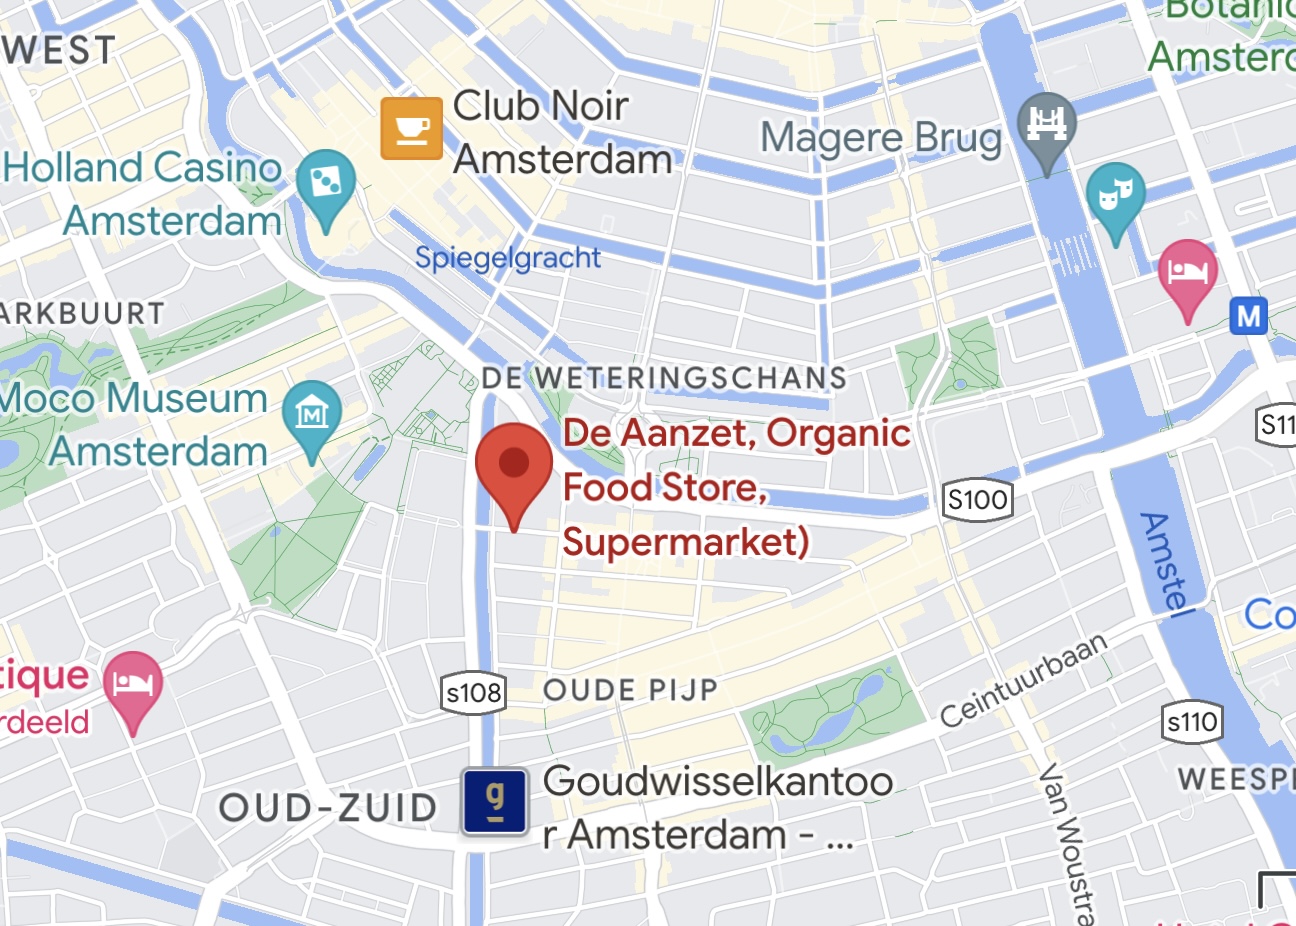 WEST
Botanic
Amsterd
Club Noir
Amsterdam
Magere Brug
Holland Casino
Amsterdam
Spiegelgracht
ARKBUURT
M
DE WETERINGSCHANS
Moco Museum
Amsterdam
M
De Aanzet, Organic
Food Store,
Supermarket)
S11
S100
Amstel
Co
tique
rdeeld
s108
OUDE PIJP
Ceintuurbaan
s110
Goudwisselkantoo
r Amsterdam - ...
g
OUD-ZUID
WEESP
Van Woustra